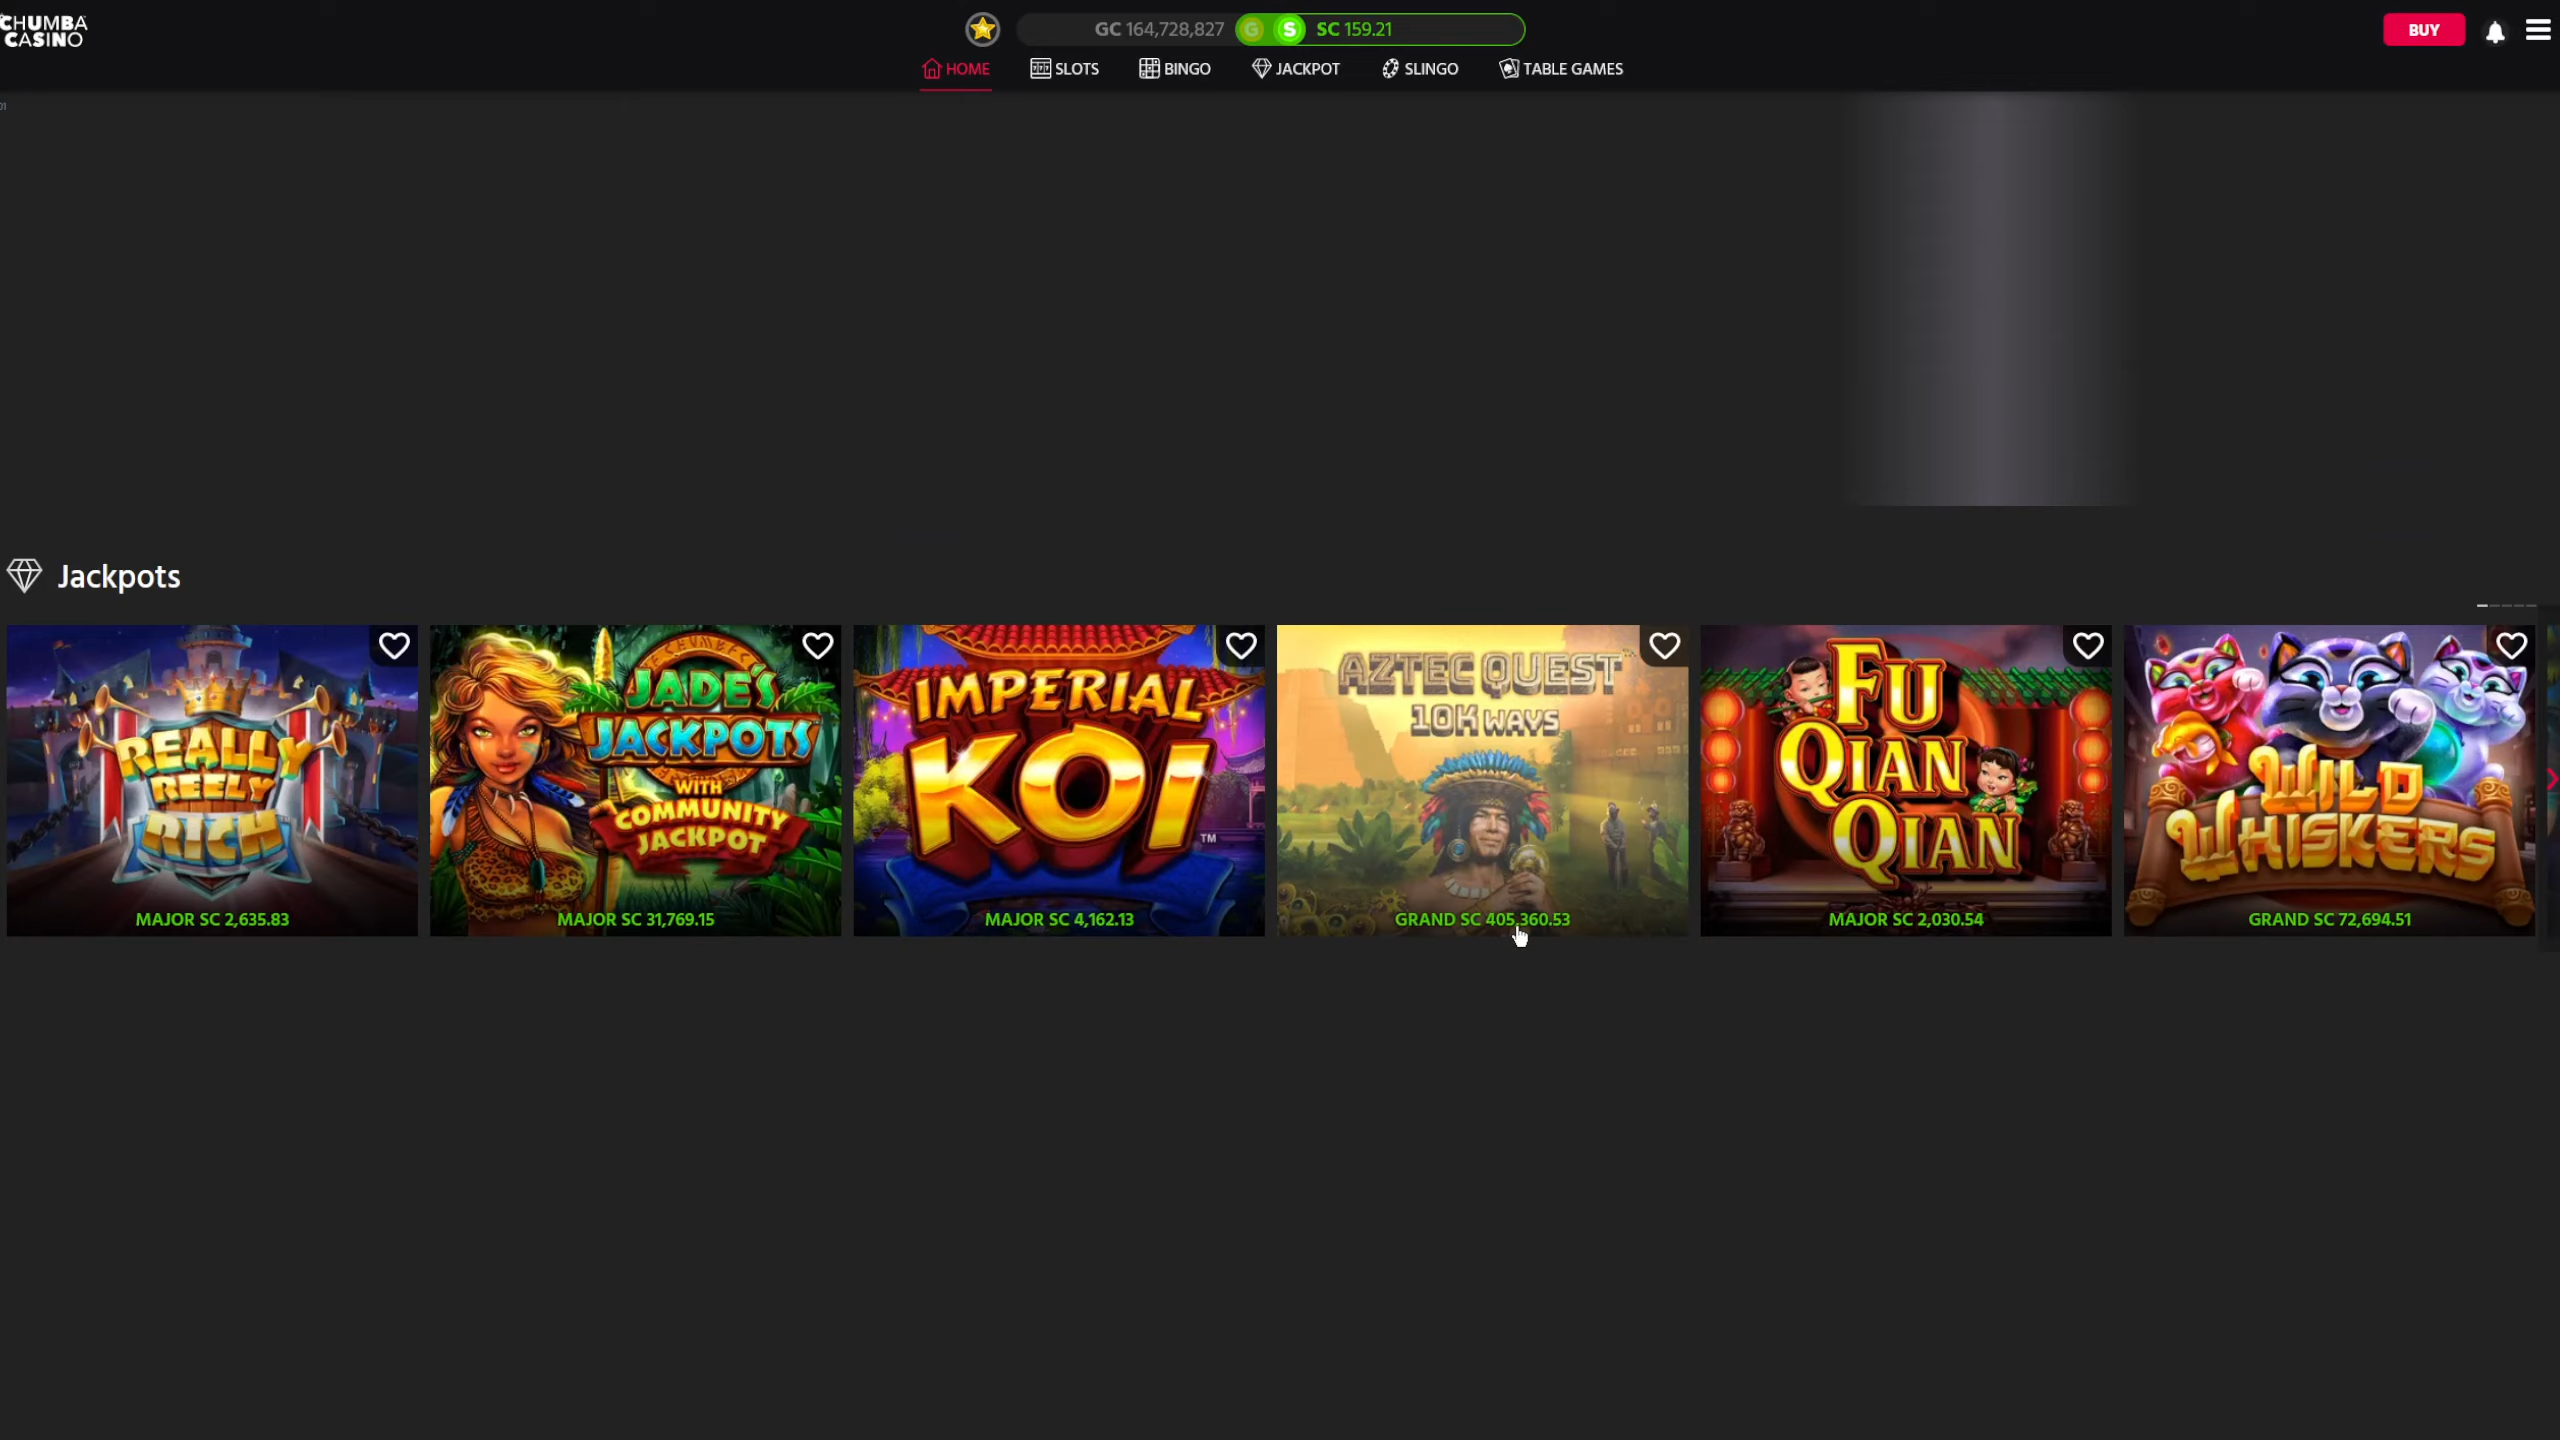 CHUMBA
CASINO
GC 164,728,827
G
S
SC 159.21
BUY
HOME
SLOTS
BINGO
JACKPOT
SLINGO
TABLE GAMES
01
Jackpots
REALLY
REELY
RICH
MAJOR SC 2,635.83
JADE'S
JACKPOTS
WITH
COMMUNITY
JACKPOT
MAJOR SC 31,769.15
IMPERIAL
KOI™
MAJOR SC 4,162.13
AZTEC QUEST™
10K WAYS
GRAND SC 405,360.53
FU
QIAN
QIAN
MAJOR SC 2,030.54
WILD
WHISKERS
GRAND SC 72,694.51